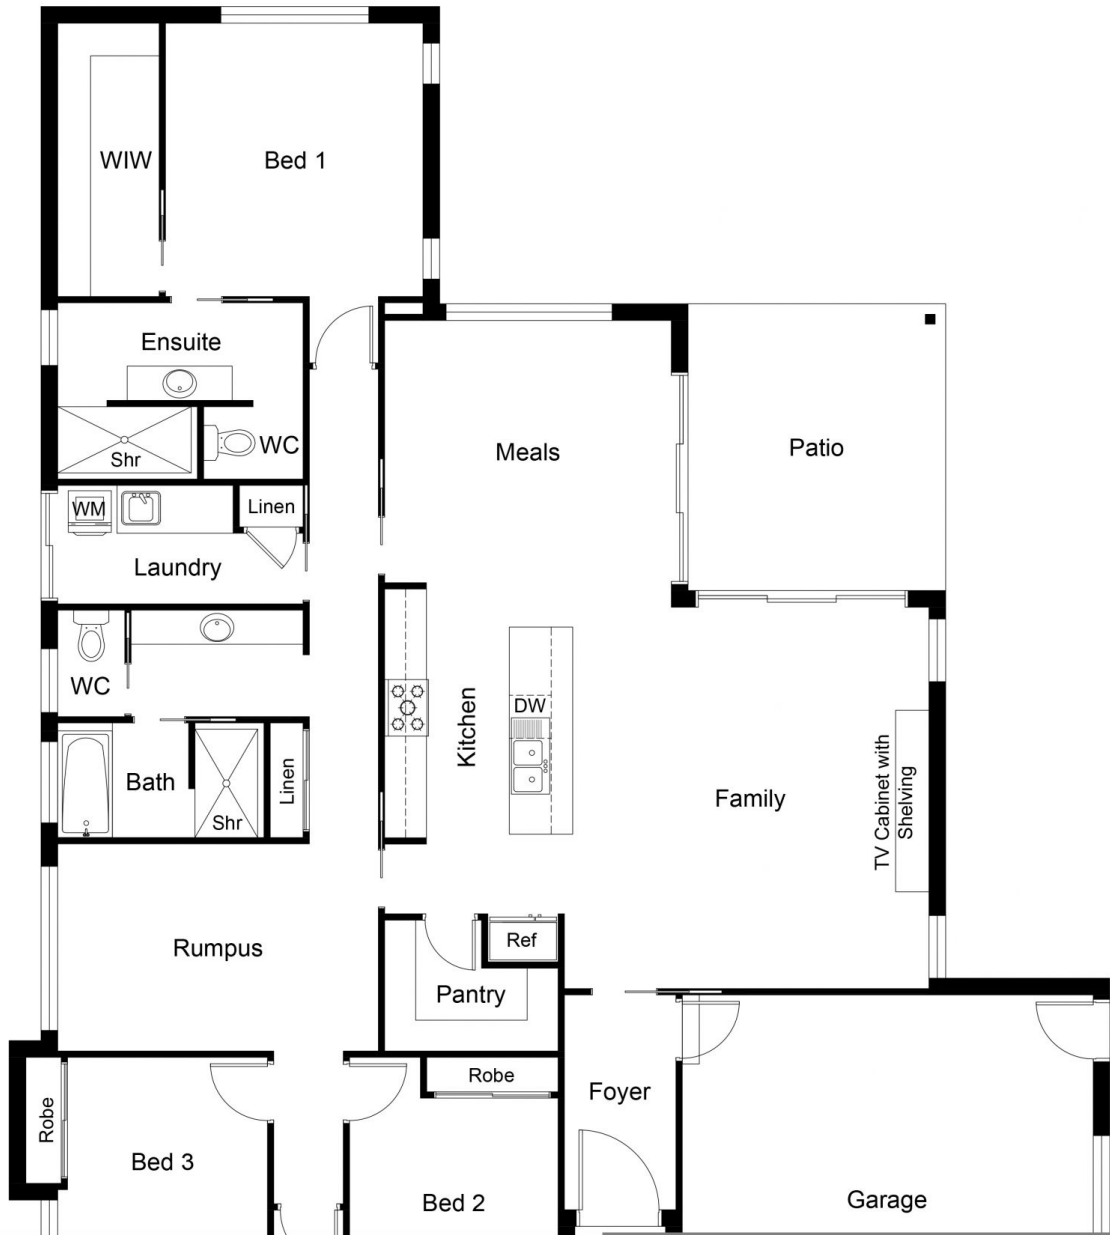 WIW
Bed 1
Ensuite
WC
Shr
Meals
Patio
WM
Linen
Laundry
WC
Kitchen
DW
Bath
Shr
Linen
Family
TV Cabinet with
Shelving
Rumpus
Ref
Pantry
Robe
Foyer
Robe
Bed 3
Bed 2
Garage